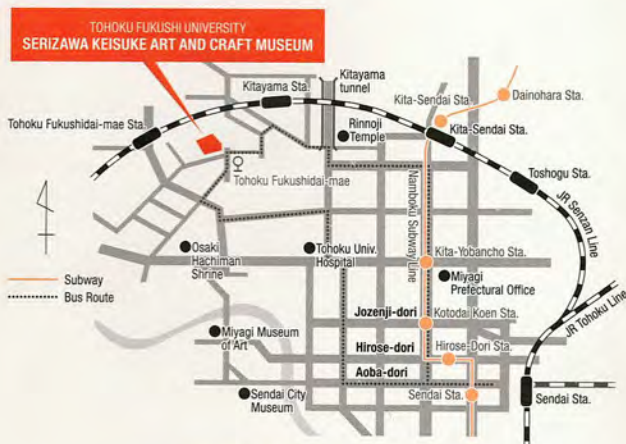 TOHOKU FUKUSHI UNIVERSITY
SERIZAWA KEISUKE ART AND CRAFT MUSEUM
Kitayama Sta.
Kitayama
tunnel
Kita-Sendai Sta.
Dainohara Sta.
Tohoku Fukushidai-mae Sta.
Rinnoji
Temple
Kita-Sendai Sta.
Tohoku Fukushidai-mae
Toshogu Sta.
Namboku Subway Line
JR Senzan Line
Osaki
Hachiman
Shrine
Tohoku Univ.
Hospital
Kita-Yobancho Sta.
Miyagi
Prefectural Office
Subway
Bus Route
Jozenji-dori
Kotodai Koen Sta.
JR Tohoku Line
Miyagi Museum
of Art
Hirose-dori
Hirose-Dori Sta.
Aoba-dori
Sendai City
Museum
Sendai Sta.
Sendai Sta.